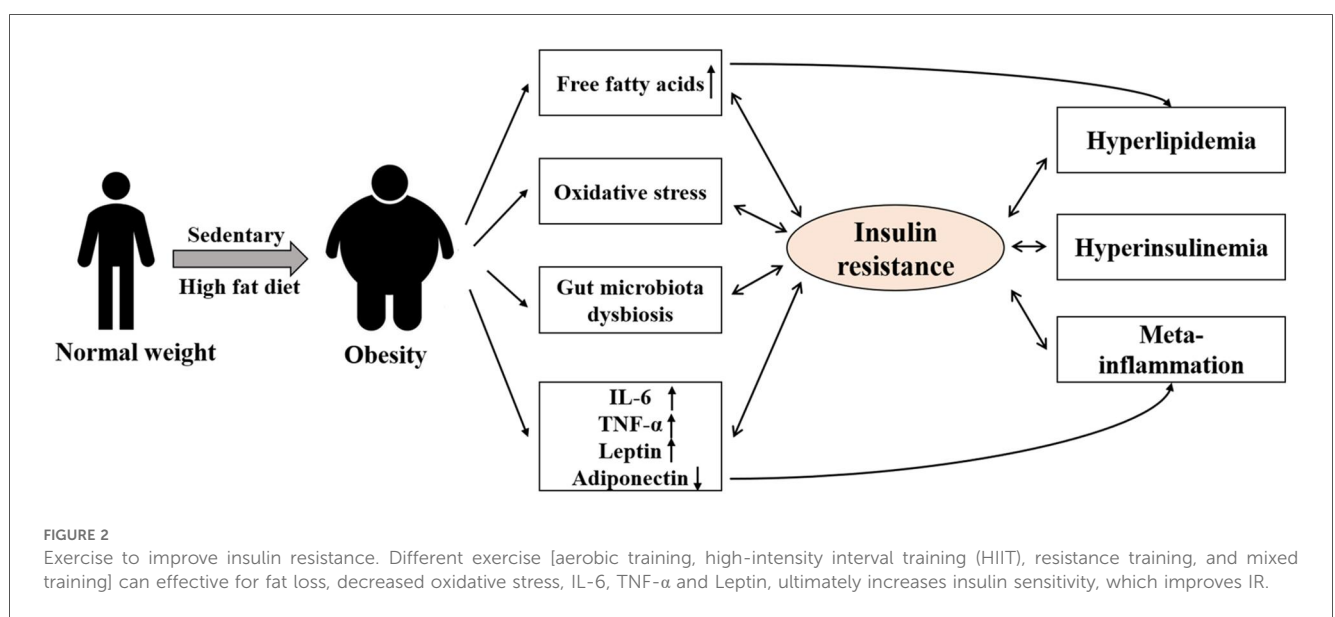 Free fatty acids↑
Hyperlipidemia
Oxidative stress
Sedentary
Insulin
resistance
Hyperinsulinemia
High fat diet
Gut microbiota
dysbiosis
Normal weight
Obesity
Meta-
inflammation
IL-6 ↑
TNF-α↑
Leptin↑
Adiponectin↓
FIGURE 2
Exercise to improve insulin resistance. Different exercise [aerobic training, high-intensity interval training (HIIT), resistance training, and mixed
training] can effective for fat loss, decreased oxidative stress, IL-6, TNF-α and Leptin, ultimately increases insulin sensitivity, which improves IR.